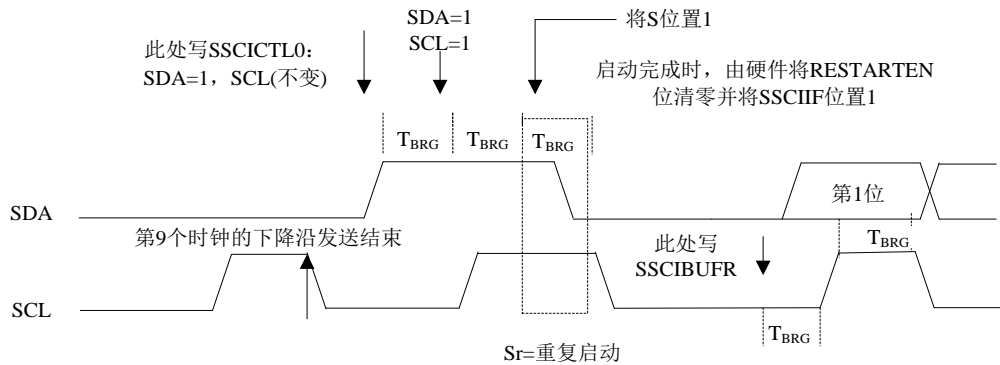 SDA=1
SCL=1
将S位置1
此处写SSCICTL0：
SDA=1，SCL(不变)
启动完成时，由硬件将RESTARTEN
位清零并将SSCIIF位置1
TBRG
TBRG
TBRG
SDA
第1位
第9个时钟的下降沿发送结束
此处写
SSCIBUFR
TBRG
SCL
TBRG
Sr=重复启动